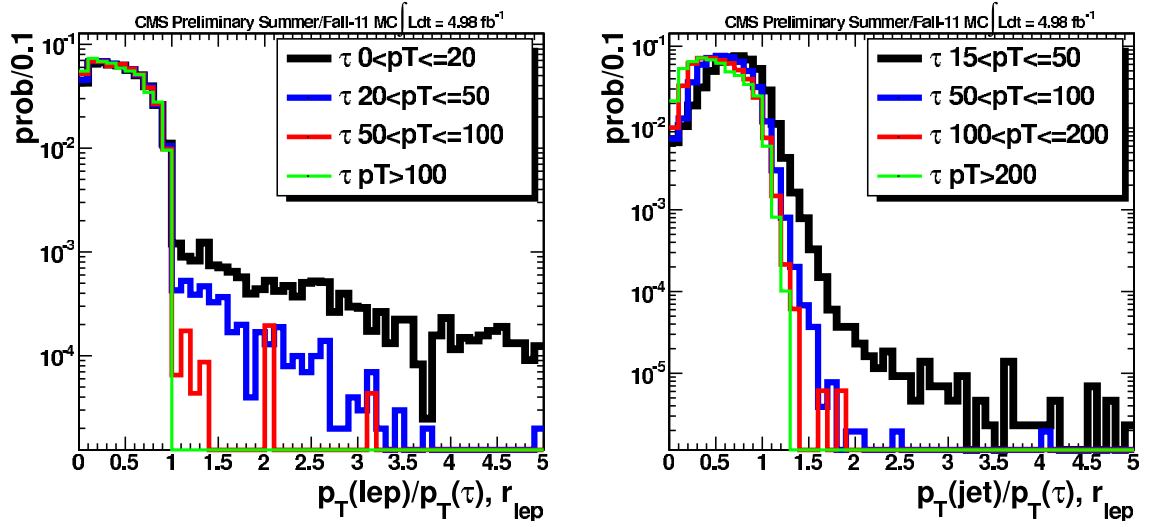 CMS Preliminary Summer/Fall-11 MC ∫ Ldt = 4.98 fb⁻¹
prob/0.1
10⁻¹
10⁻²
10⁻³
10⁻⁴
τ 0<pT<=20
τ 20<pT<=50
τ 50<pT<=100
τ pT>100
0 0.5 1 1.5 2 2.5 3 3.5 4 4.5 5
p_T(lep)/p_T(τ), r_lep
CMS Preliminary Summer/Fall-11 MC ∫ Ldt = 4.98 fb⁻¹
prob/0.1
10⁻¹
10⁻²
10⁻³
10⁻⁴
10⁻⁵
τ 15<pT<=50
τ 50<pT<=100
τ 100<pT<=200
τ pT>200
0 0.5 1 1.5 2 2.5 3 3.5 4 4.5 5
p_T(jet)/p_T(τ), r_lep